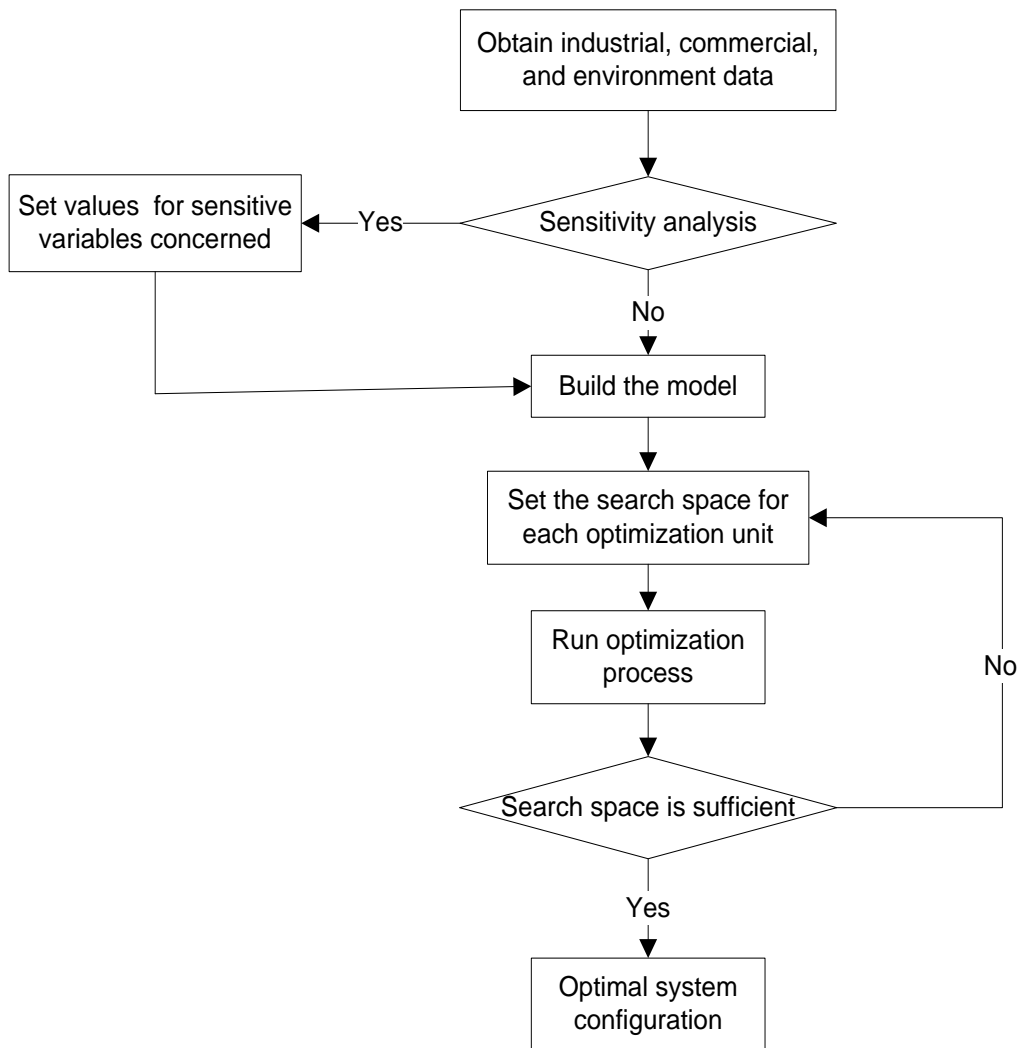 Obtain industrial, commercial,
and environment data
Set values for sensitive
variables concerned
Yes
Sensitivity analysis
No
Build the model
Set the search space for
each optimization unit
Run optimization
process
No
Search space is sufficient
Yes
Optimal system
configuration